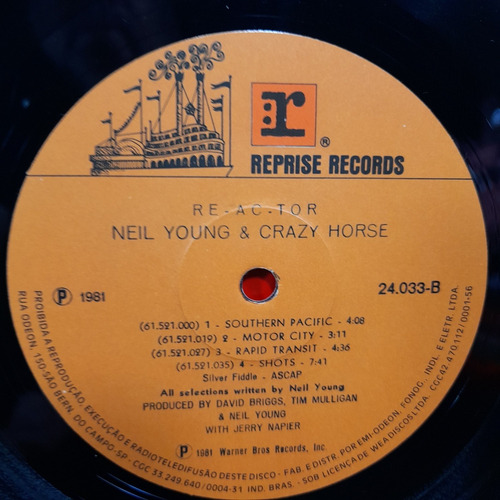 r
®
REPRISE RECORDS
RE-AC-TOR
NEIL YOUNG & CRAZY HORSE
Ⓟ 1981
24.033-B
(61.521.000) 1 - SOUTHERN PACIFIC - 4:08
(61.521.019) 2 - MOTOR CITY - 3:11
(61.521.027) 3 - RAPID TRANSIT - 4:36
(61.521.035) 4 - SHOTS - 7:41
Silver Fiddle - ASCAP
All selections written by Neil Young
PRODUCED BY DAVID BRIGGS, TIM MULLIGAN
& NEIL YOUNG
WITH JERRY NAPIER
Ⓟ 1981 Warner Bros Records, Inc.
PROIBIDA A REPRODUÇÃO, EXECUÇÃO E RADIOTELEDIFUSÃO DESTE DISCO - FAB. E DISTR. POR EMI-ODEON, FONOG. INDL. E ELETR. LTDA.
RUA ODEON, 150-SÃO BERN. DO CAMPO-SP - CGC 33.249.640/0004-31 IND. BRAS. - SOB LICENÇA DE WEA DISCOS LTDA. CGC 42.470.112/0001-56